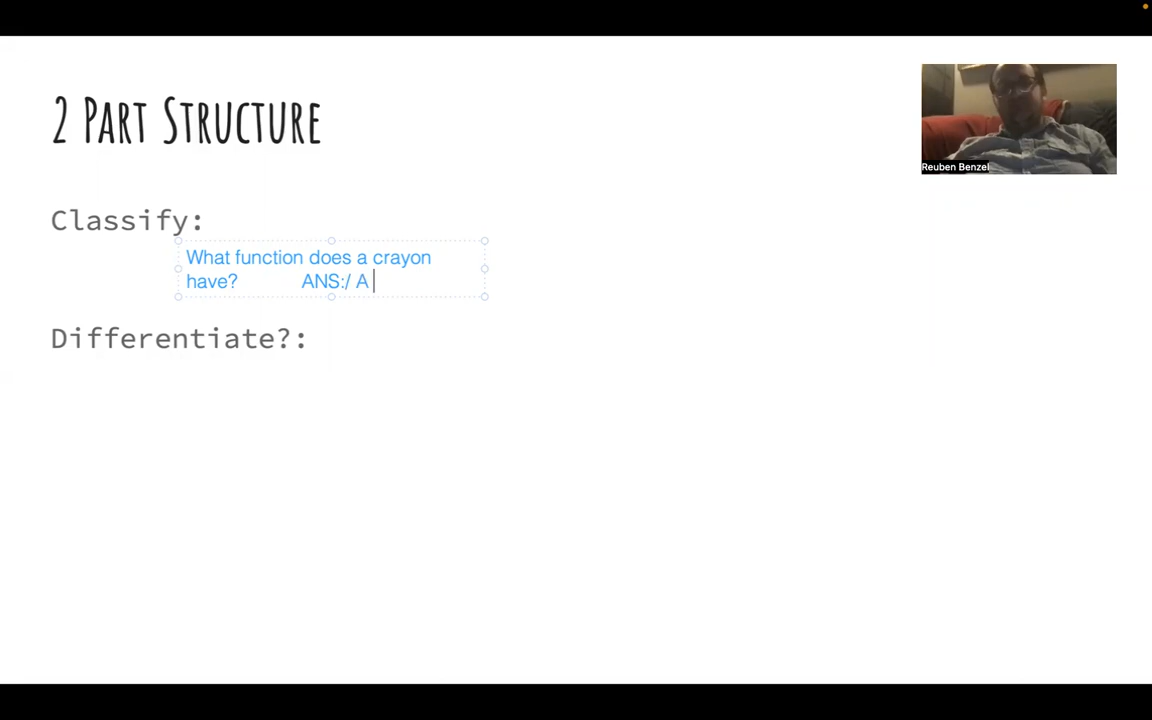 2 Part Structure
Reuben Benzel
Classify:
What function does a crayon
have? ANS:/ A
Differentiate?: